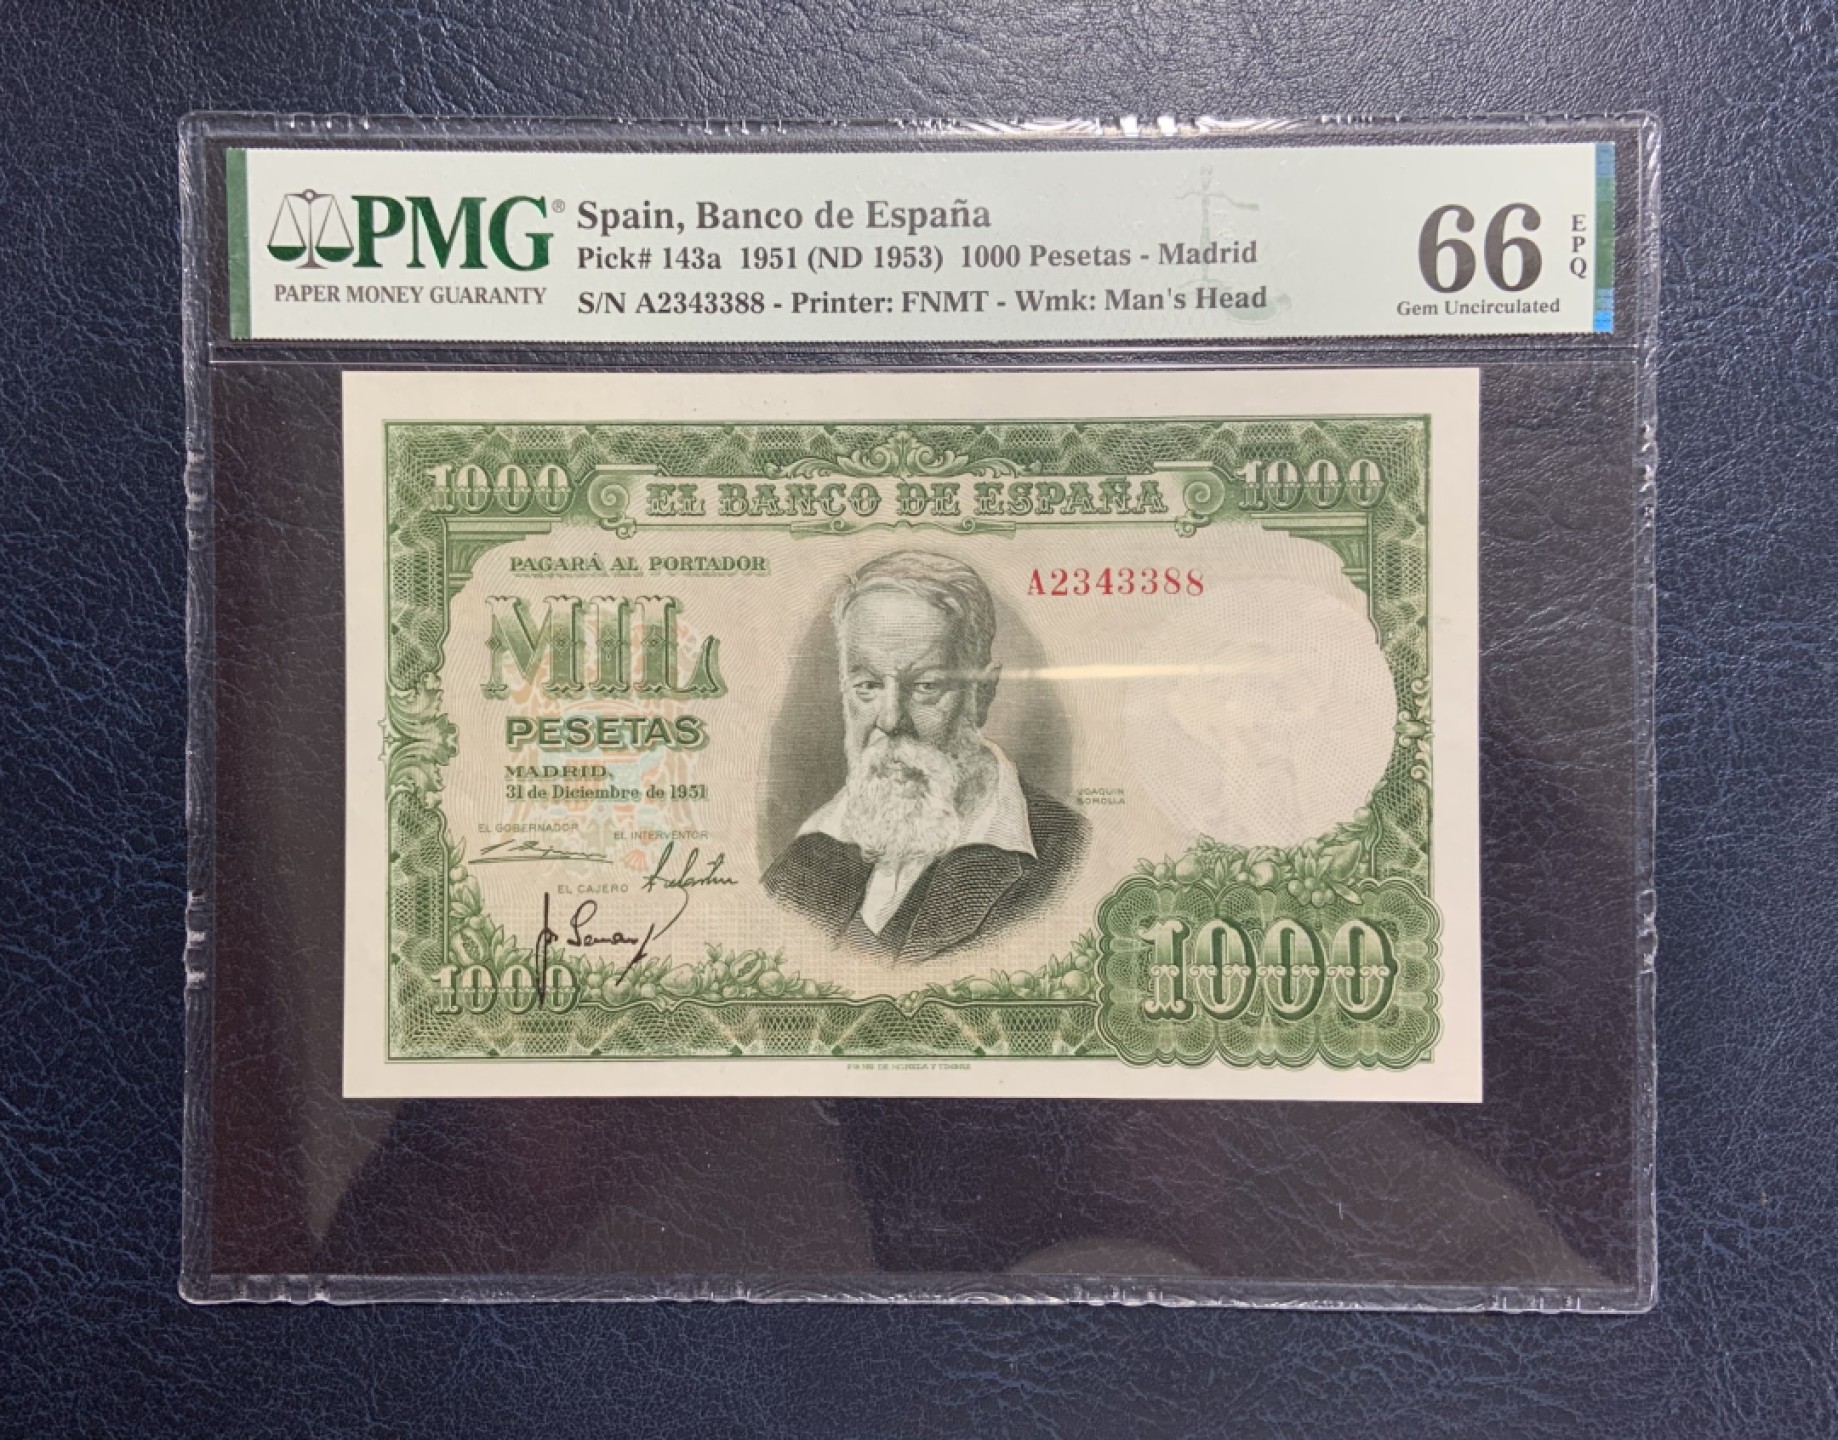 PMG®
PAPER MONEY GUARANTY
Spain, Banco de España
Pick# 143a 1951 (ND 1953) 1000 Pesetas - Madrid
S/N A2343388 - Printer: FNMT - Wmk: Man's Head
66
EPQ
Gem Uncirculated
1000
EL BANCO DE ESPAÑA
1000
PAGARÁ AL PORTADOR
A2343388
MIL
PESETAS
MADRID,
31 de Diciembre de 1951
JOAQUIN
SOROLLA
EL GOBERNADOR
EL INTERVENTOR
EL CAJERO
1000
1000